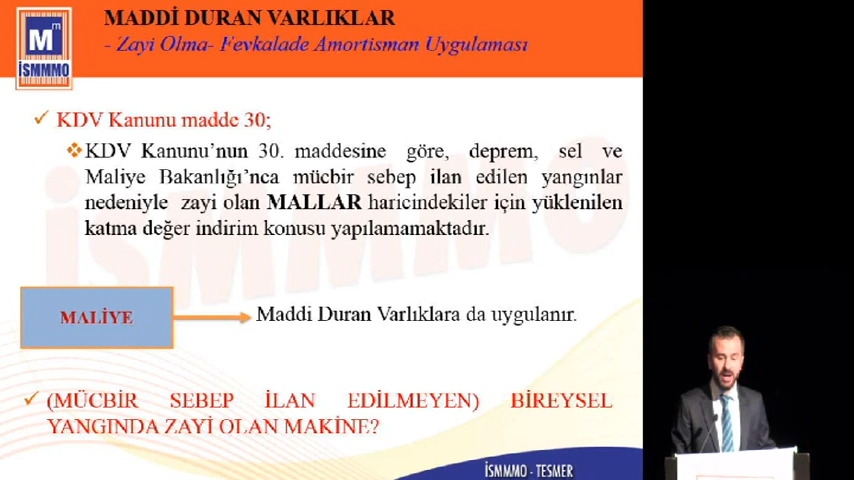 MADDİ DURAN VARLIKLAR
- Zayi Olma- Fevkalade Amortisman Uygulaması
M m
İSMMMO
✓ KDV Kanunu madde 30;
❖KDV Kanunu'nun 30. maddesine göre, deprem, sel ve
Maliye Bakanlığı'nca mücbir sebep ilan edilen yangınlar
nedeniyle zayi olan MALLAR haricindekiler için yüklenilen
katma değer indirim konusu yapılamamaktadır.
İSMMMO
MALİYE
Maddi Duran Varlıklara da uygulanır.
✓ (MÜCBİR SEBEP İLAN EDİLMEYEN) BİREYSEL
YANGINDA ZAYİ OLAN MAKİNE?
İSMMMO - TESMER